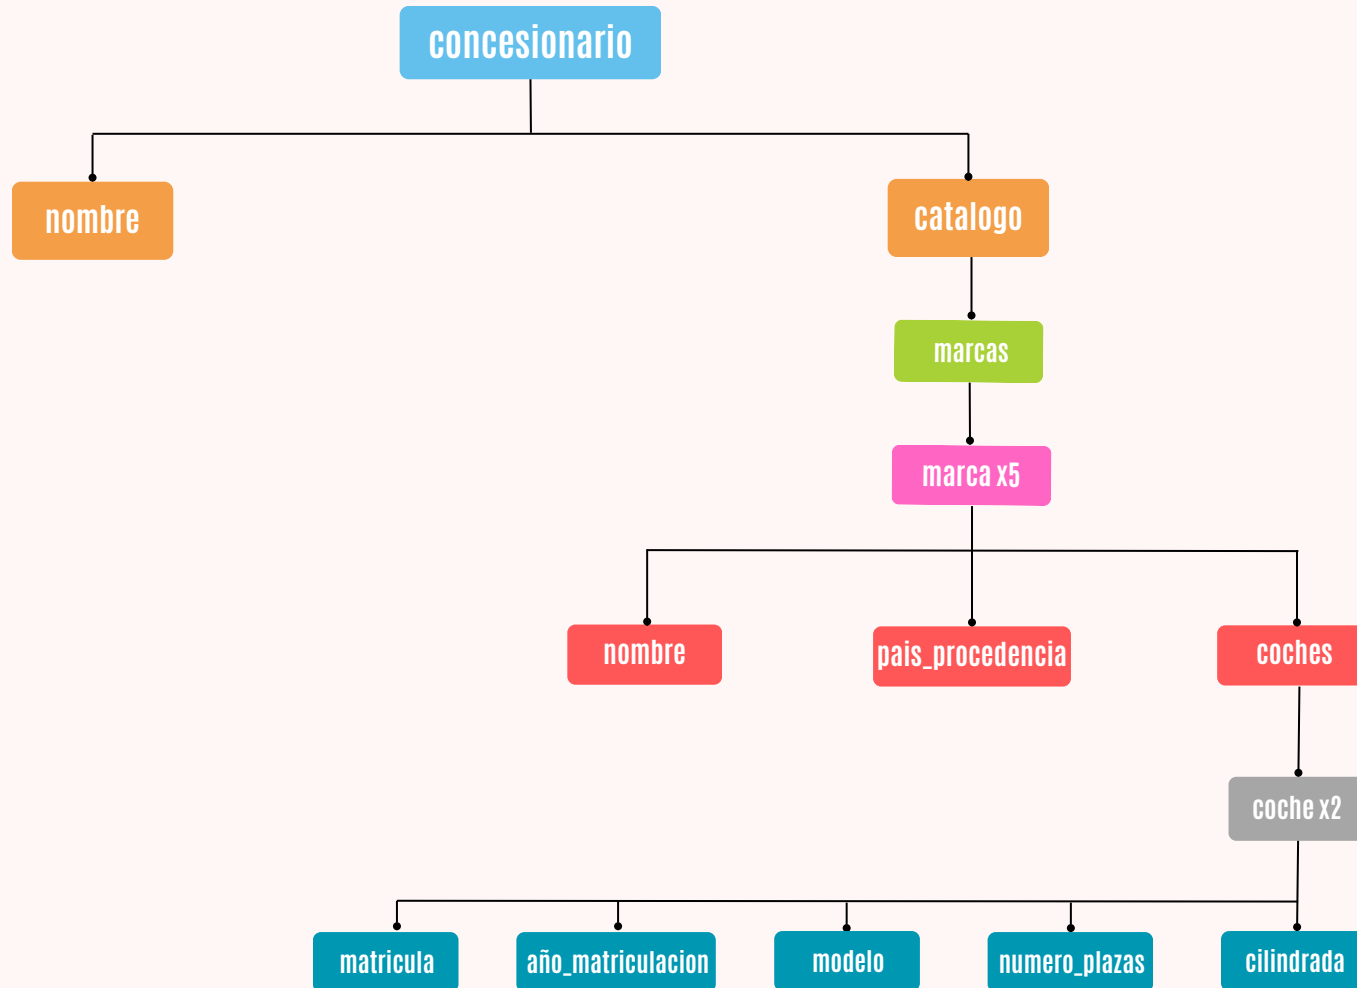 concesionario
nombre
catalogo
marcas
marca x5
nombre
pais_procedencia
coches
coche x2
matricula
año_matriculacion
modelo
numero_plazas
cilindrada